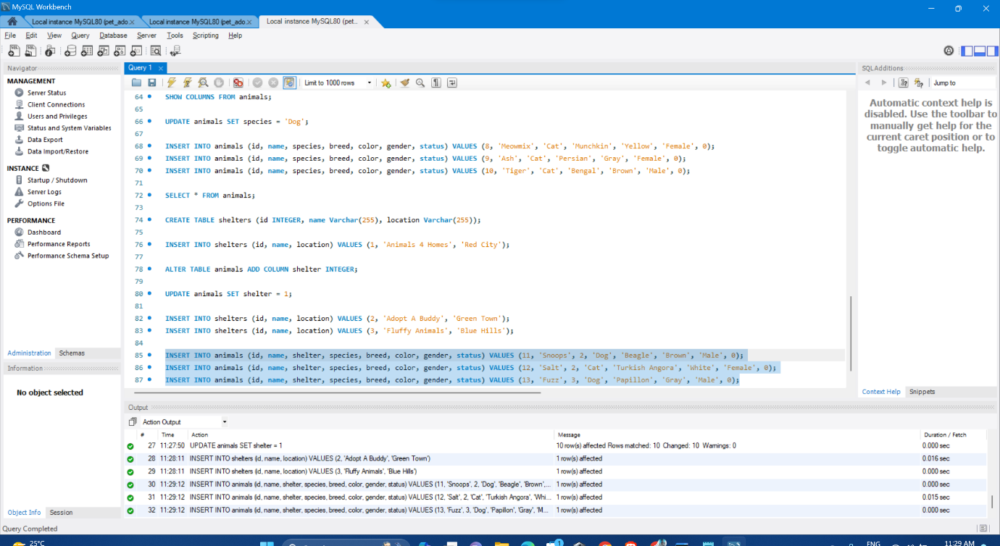 MySQL Workbench
Local instance MySQL80 (pet_ado.x
Local instance MySQL80 (pet_ado.x
Local instance MySQL80 (pet_.. x
File Edit View Query Database Server Tools Scripting Help
Navigator
MANAGEMENT
Server Status
Client Connections
Users and Privileges
Status and System Variables
Data Export
Data Import/Restore
INSTANCE
Startup / Shutdown
Server Logs
Options File
PERFORMANCE
Dashboard
Performance Reports
Performance Schema Setup
Administration Schemas
Information
No object selected
Object Info Session
Query 1 x
Limit to 1000 rows
64 SHOW COLUMNS FROM animals;
65
66 UPDATE animals SET species = 'Dog';
67
68 INSERT INTO animals (id, name, species, breed, color, gender, status) VALUES (8, 'Meowmix', 'Cat', 'Munchkin', 'Yellow', 'Female', 0);
69 INSERT INTO animals (id, name, species, breed, color, gender, status) VALUES (9, 'Ash', 'Cat', 'Persian', 'Gray', 'Female', 0);
70 INSERT INTO animals (id, name, species, breed, color, gender, status) VALUES (10, 'Tiger', 'Cat', 'Bengal', 'Brown', 'Male', 0);
71
72 SELECT * FROM animals;
73
74 CREATE TABLE shelters (id INTEGER, name Varchar(255), location Varchar(255));
75
76 INSERT INTO shelters (id, name, location) VALUES (1, 'Animals 4 Homes', 'Red City');
77
78 ALTER TABLE animals ADD COLUMN shelter INTEGER;
79
80 UPDATE animals SET shelter = 1;
81
82 INSERT INTO shelters (id, name, location) VALUES (2, 'Adopt A Buddy', 'Green Town');
83 INSERT INTO shelters (id, name, location) VALUES (3, 'Fluffy Animals', 'Blue Hills');
84
85 INSERT INTO animals (id, name, shelter, species, breed, color, gender, status) VALUES (11, 'Snoops', 2, 'Dog', 'Beagle', 'Brown', 'Male', 0);
86 INSERT INTO animals (id, name, shelter, species, breed, color, gender, status) VALUES (12, 'Salt', 2, 'Cat', 'Turkish Angora', 'White', 'Female', 0);
87 INSERT INTO animals (id, name, shelter, species, breed, color, gender, status) VALUES (13, 'Fuzz', 3, 'Dog', 'Papillon', 'Gray', 'Male', 0);
SQLAdditions
Jump to
Automatic context help is
disabled. Use the toolbar to
manually get help for the
current caret position or to
toggle automatic help.
Context Help Snippets
Output
Action Output
# Time Action Message Duration / Fetch
27 11:27:50 UPDATE animals SET shelter = 1 10 row(s) affected Rows matched: 10 Changed: 10 Warnings: 0 0.000 sec
28 11:28:11 INSERT INTO shelters (id, name, location) VALUES (2, 'Adopt A Buddy', 'Green Town') 1 row(s) affected 0.016 sec
29 11:28:11 INSERT INTO shelters (id, name, location) VALUES (3, 'Fluffy Animals', 'Blue Hills') 1 row(s) affected 0.000 sec
30 11:29:12 INSERT INTO animals (id, name, shelter, species, breed, color, gender, status) VALUES (11, 'Snoops', 2, 'Dog', 'Beagle', 'Brown',... 1 row(s) affected 0.000 sec
31 11:29:12 INSERT INTO animals (id, name, shelter, species, breed, color, gender, status) VALUES (12, 'Salt', 2, 'Cat', 'Turkish Angora', 'Whi... 1 row(s) affected 0.015 sec
32 11:29:12 INSERT INTO animals (id, name, shelter, species, breed, color, gender, status) VALUES (13, 'Fuzz', 3, 'Dog', 'Papillon', 'Gray', 'M... 1 row(s) affected 0.000 sec
Query Completed
25°C
1
ENG
11:29 AM